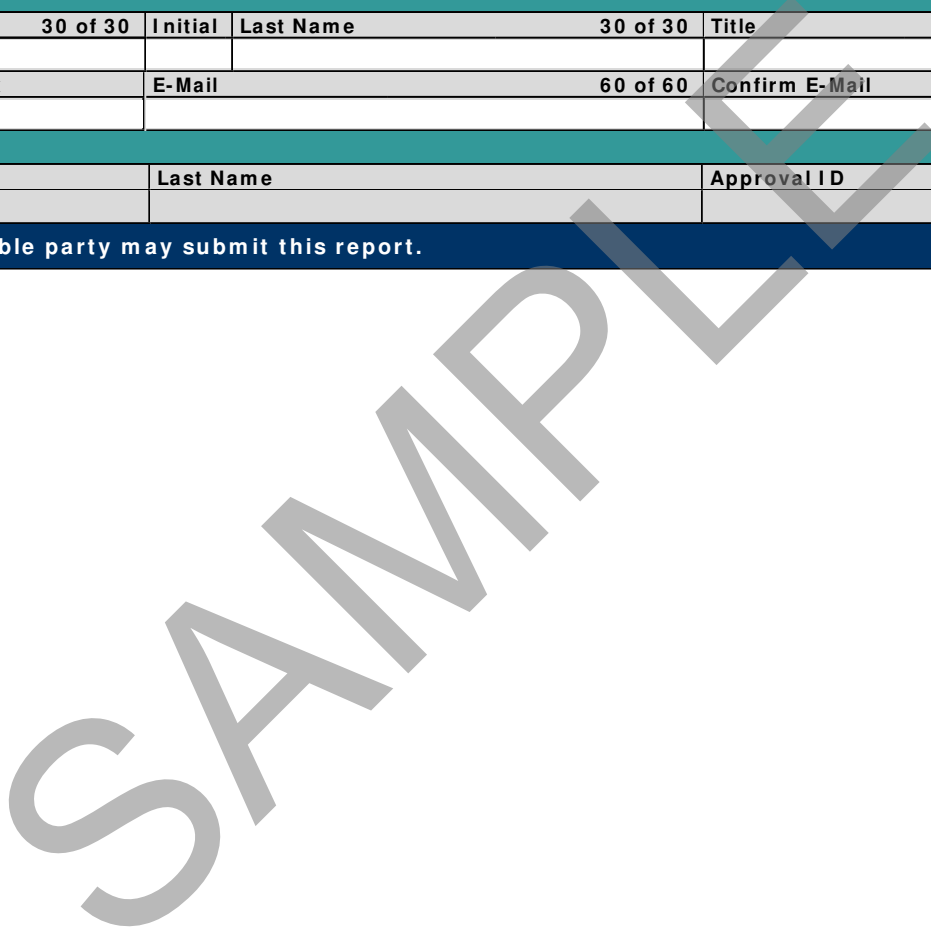 30 of 30 Initial Last Name 30 of 30 Title
E-Mail 60 of 60 Confirm E-Mail
Last Name Approval ID
ble party may submit this report.
SAMPLE